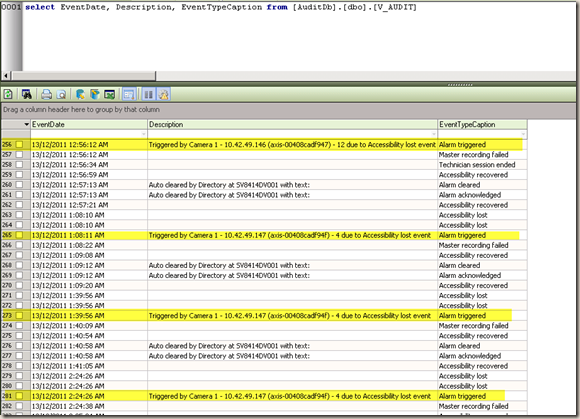 0001 select EventDate, Description, EventTypeCaption from [AuditDb].[dbo].[V_AUDIT]
Drag a column header here to group by that column
EventDate Description EventTypeCaption
256 13/12/2011 12:56:12 AM Triggered by Camera 1 - 10.42.49.146 (axis-00408cadf947) - 12 due to Accessibility lost event Alarm triggered
257 13/12/2011 12:56:12 AM Master recording failed
258 13/12/2011 12:56:34 AM Technician session ended
259 13/12/2011 12:56:59 AM Accessibility recovered
260 13/12/2011 12:57:13 AM Auto cleared by Directory at SV8414DV001 with text: Alarm cleared
261 13/12/2011 12:57:13 AM Auto cleared by Directory at SV8414DV001 with text: Alarm acknowledged
262 13/12/2011 12:57:21 AM Accessibility recovered
263 13/12/2011 1:08:10 AM Accessibility lost
264 13/12/2011 1:08:10 AM Accessibility lost
265 13/12/2011 1:08:11 AM Triggered by Camera 1 - 10.42.49.147 (axis-00408cadf94f) - 4 due to Accessibility lost event Alarm triggered
266 13/12/2011 1:08:22 AM Master recording failed
267 13/12/2011 1:09:08 AM Accessibility recovered
268 13/12/2011 1:09:12 AM Auto cleared by Directory at SV8414DV001 with text: Alarm cleared
269 13/12/2011 1:09:12 AM Auto cleared by Directory at SV8414DV001 with text: Alarm acknowledged
270 13/12/2011 1:09:20 AM Accessibility recovered
271 13/12/2011 1:39:56 AM Accessibility lost
272 13/12/2011 1:39:56 AM Accessibility lost
273 13/12/2011 1:39:56 AM Triggered by Camera 1 - 10.42.49.147 (axis-00408cadf94f) - 4 due to Accessibility lost event Alarm triggered
274 13/12/2011 1:40:09 AM Master recording failed
275 13/12/2011 1:40:54 AM Accessibility recovered
276 13/12/2011 1:40:58 AM Auto cleared by Directory at SV8414DV001 with text: Alarm cleared
277 13/12/2011 1:40:58 AM Auto cleared by Directory at SV8414DV001 with text: Alarm acknowledged
278 13/12/2011 1:41:05 AM Accessibility recovered
279 13/12/2011 2:24:26 AM Accessibility lost
280 13/12/2011 2:24:26 AM Accessibility lost
281 13/12/2011 2:24:26 AM Triggered by Camera 1 - 10.42.49.147 (axis-00408cadf94f) - 4 due to Accessibility lost event Alarm triggered
282 13/12/2011 2:24:38 AM Master recording failed